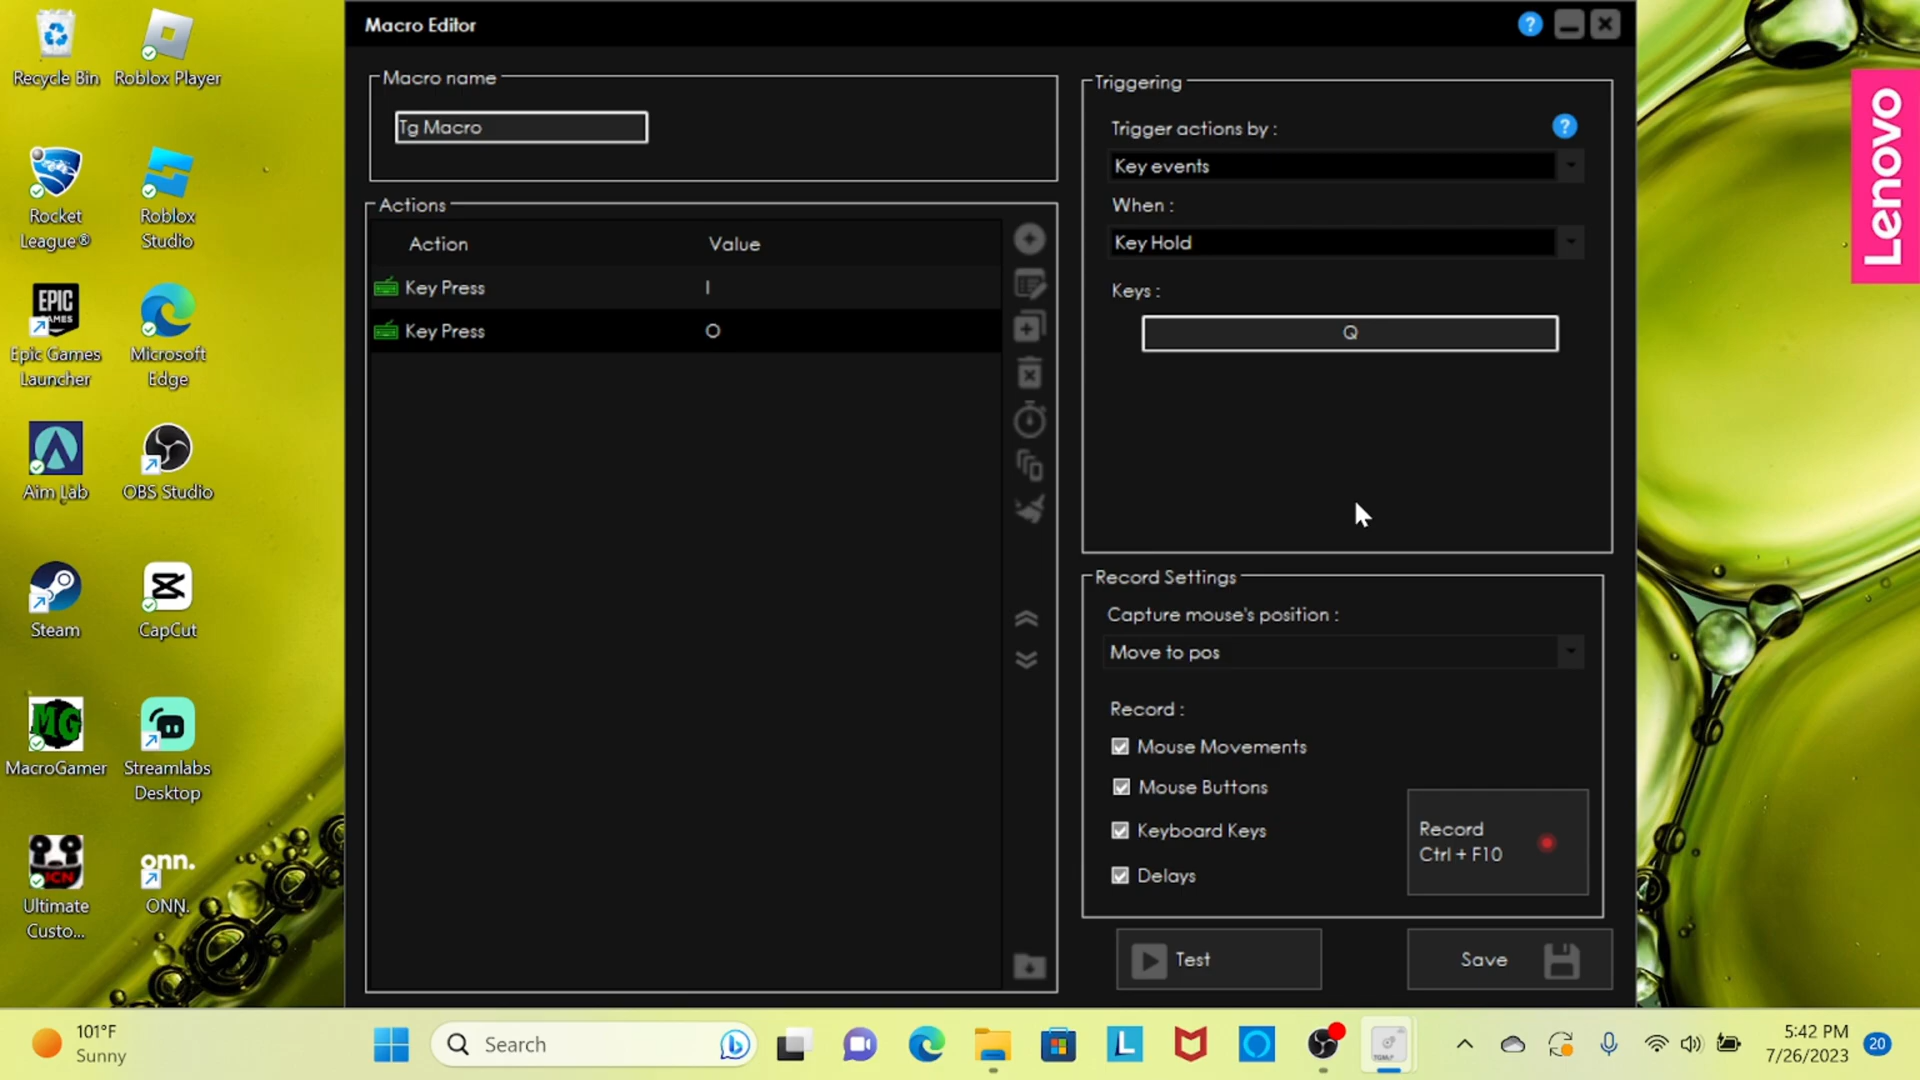 Recycle Bin
Roblox Player
Rocket
League®
Roblox
Studio
EPIC
GAMES
Epic Games
Launcher
Microsoft
Edge
Aim Lab
OBS Studio
Steam
CapCut
MG
MacroGamer
Streamlabs
Desktop
UCN
Ultimate
Custo...
onn.
ONN.
Macro Editor
?
Macro name
Tg Macro
Actions
Action Value
Key Press I
Key Press O
Triggering
Trigger actions by :
?
Key events
When :
Key Hold
Keys :
Q
Record Settings
Capture mouse's position :
Move to pos
Record :
Mouse Movements
Mouse Buttons
Keyboard Keys
Delays
Record
Ctrl + F10
Test
Save
Lenovo
101°F
Sunny
Search
L
5:42 PM
7/26/2023
20